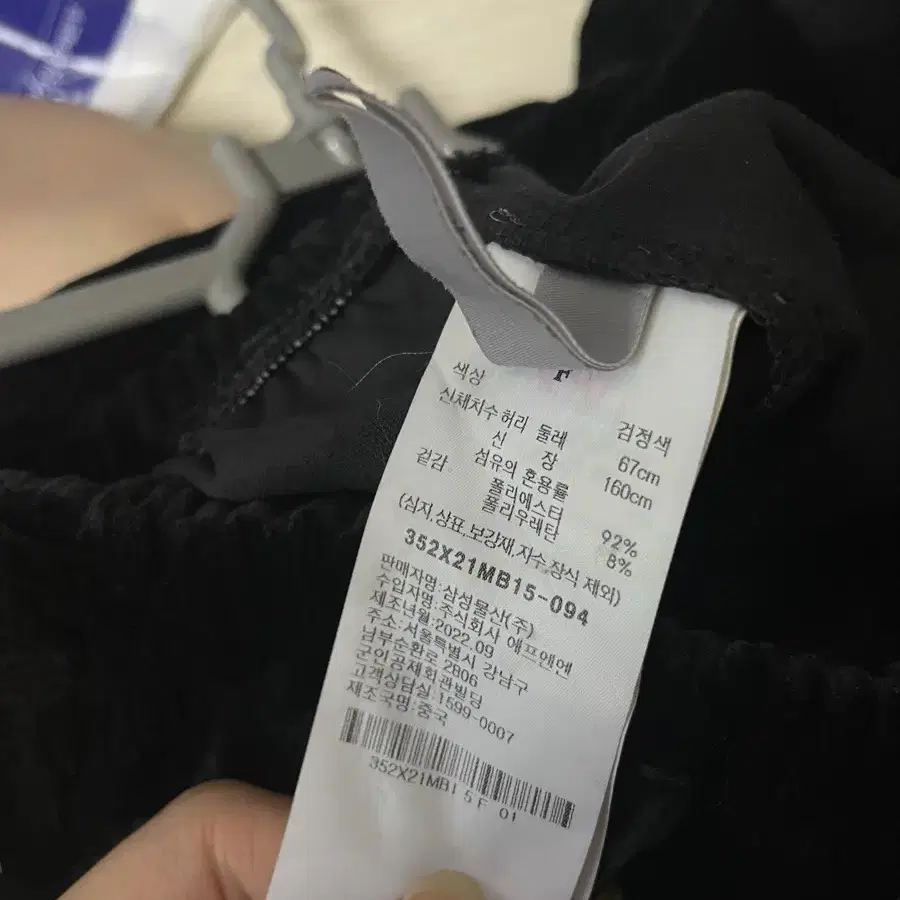 F
색상 검정색
신체치수 허리 둘레 67cm
신 장 160cm
섬유의 혼용률
겉감 폴리에스터 92%
폴리우레탄 8%
(심지,상표,보강재,자수,장식 제외)
352X21MB15-094
판매자명:삼성물산(주)
수입자명:주식회사 에프앤엔
제조년월:2022.09
주소:서울특별시 강남구
남부순환로 2806
군인공제회관빌딩
고객상담실:1599-0007
제조국명:중국
352X21MB1 5 F 01